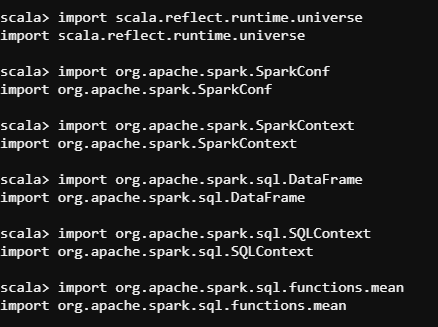 scala> import scala.reflect.runtime.universe
import scala.reflect.runtime.universe
scala> import org.apache.spark.SparkConf
import org.apache.spark.SparkConf
scala> import org.apache.spark.SparkContext
import org.apache.spark.SparkContext
scala> import org.apache.spark.sql.DataFrame
import org.apache.spark.sql.DataFrame
scala> import org.apache.spark.sql.SQLContext
import org.apache.spark.sql.SQLContext
scala> import org.apache.spark.sql.functions.mean
import org.apache.spark.sql.functions.mean